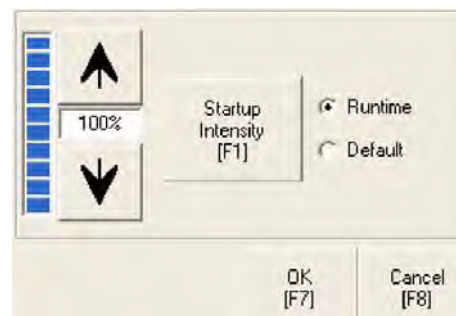 100%
Startup
Intensity
[F1]
Runtime
Default
OK
[F7]
Cancel
[F8]